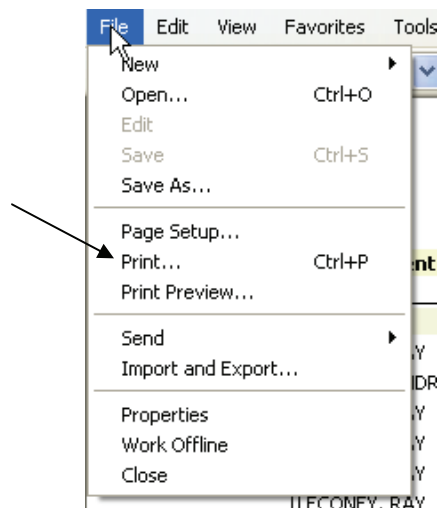 File Edit View Favorites Tools
New
Open... Ctrl+O
Edit
Save Ctrl+S
Save As...
Page Setup...
Print... Ctrl+P
Print Preview...
Send
Import and Export...
Properties
Work Offline
Close
RAY